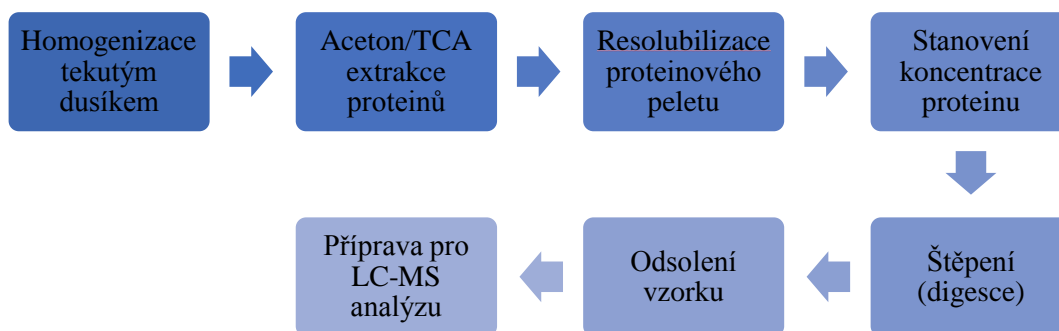 Homogenizace
tekutým
dusíkem
Aceton/TCA
extrakce
proteinů
Resolubilizace
proteinového
peletu
Stanovení
koncentrace
proteinu
Štěpení
(digesce)
Odsolení
vzorku
Příprava pro
LC-MS
analýzu